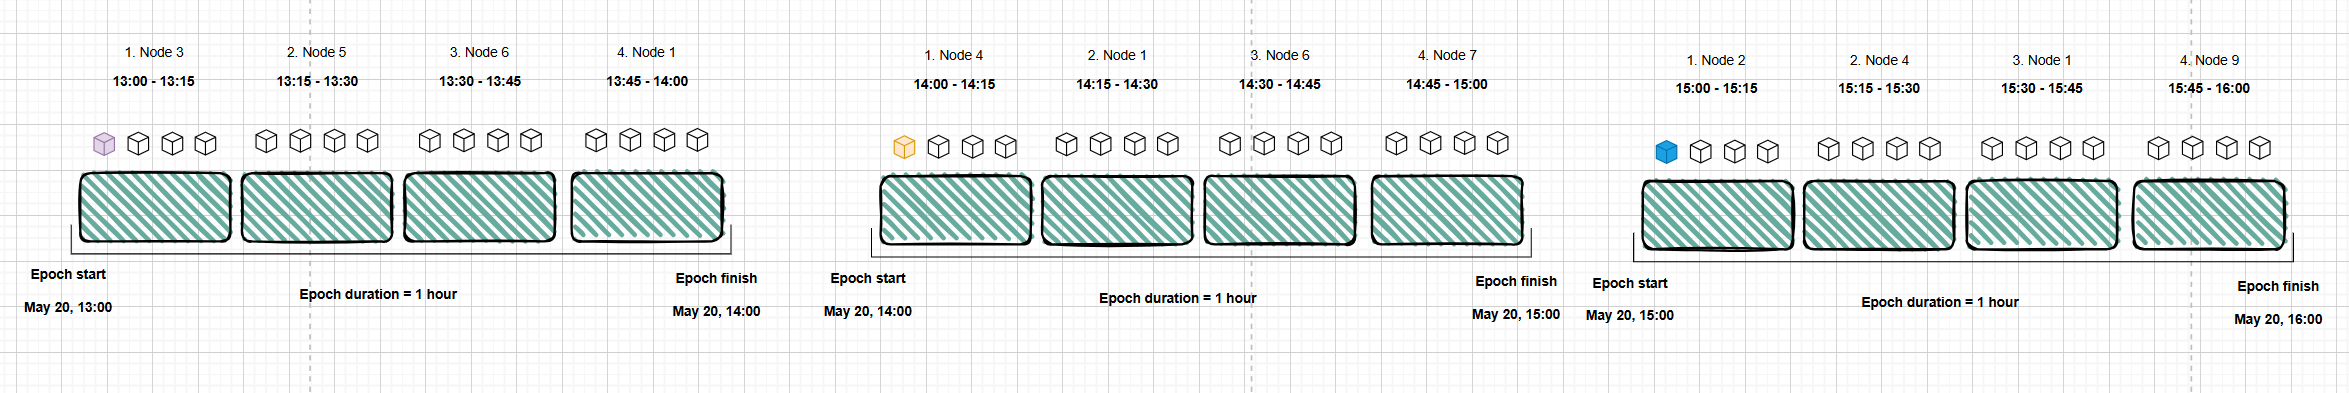 1. Node 3
13:00 - 13:15
2. Node 5
13:15 - 13:30
3. Node 6
13:30 - 13:45
4. Node 1
13:45 - 14:00
Epoch start
May 20, 13:00
Epoch duration = 1 hour
Epoch finish
May 20, 14:00
1. Node 4
14:00 - 14:15
2. Node 1
14:15 - 14:30
3. Node 6
14:30 - 14:45
4. Node 7
14:45 - 15:00
Epoch start
May 20, 14:00
Epoch duration = 1 hour
Epoch finish
May 20, 15:00
1. Node 2
15:00 - 15:15
2. Node 4
15:15 - 15:30
3. Node 1
15:30 - 15:45
4. Node 9
15:45 - 16:00
Epoch start
May 20, 15:00
Epoch duration = 1 hour
Epoch finish
May 20, 16:00